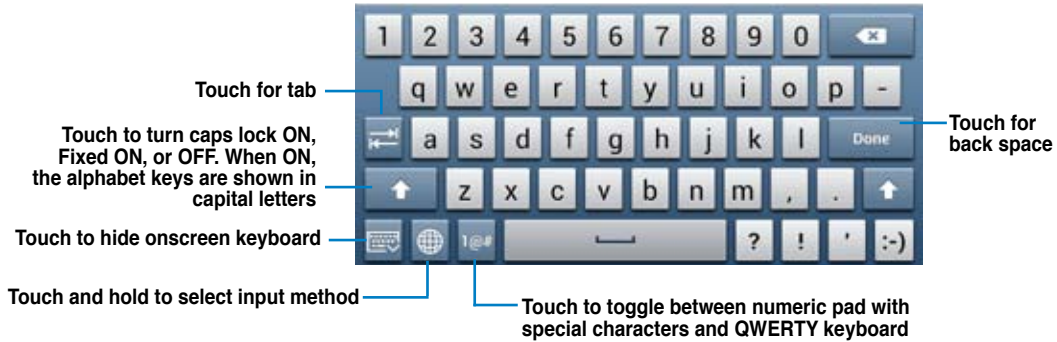 1 2 3 4 5 6 7 8 9 0
q w e r t y u i o p -
Touch for tab
a s d f g h j k l Done
Touch for
back space
Touch to turn caps lock ON,
Fixed ON, or OFF. When ON,
the alphabet keys are shown in
capital letters
z x c v b n m , .
Touch to hide onscreen keyboard
1@# ? ! ' :-)
Touch and hold to select input method
Touch to toggle between numeric pad with
special characters and QWERTY keyboard